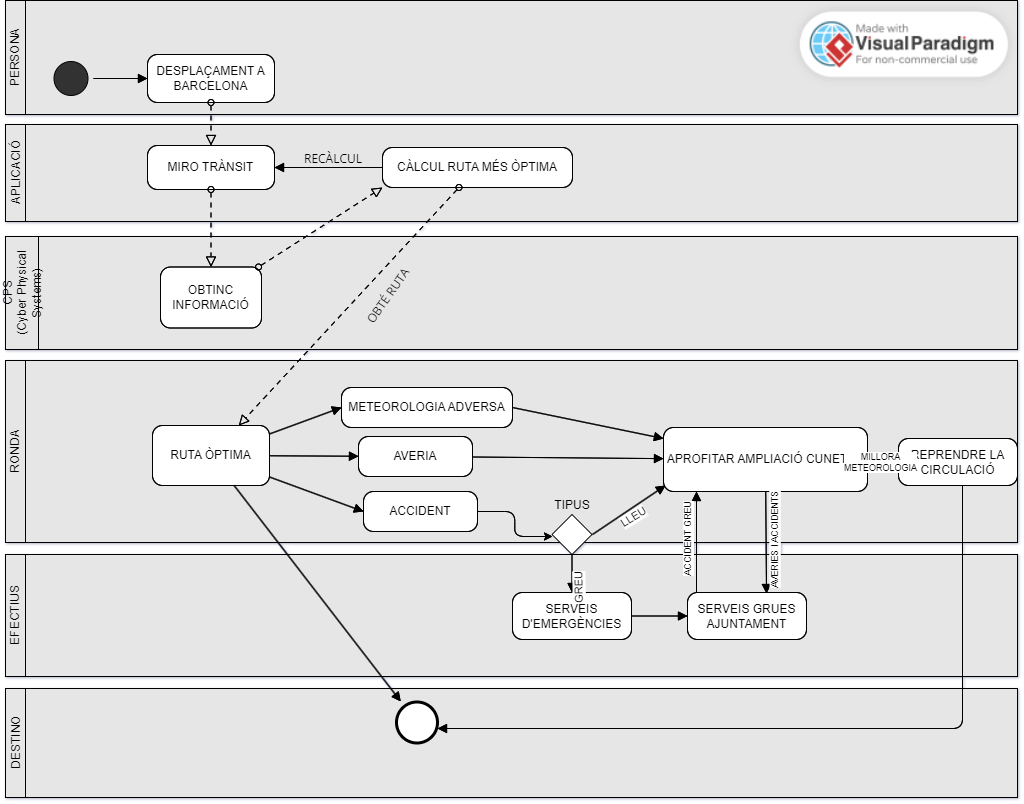 PERSONA
DESPLAÇAMENT A
BARCELONA
Made with
VisualParadigm
For non-commercial use
APLICACIÓ
MIRO TRÀNSIT
RECÀLCUL
CÀLCUL RUTA MÉS ÒPTIMA
CPS
(Cyber Physical
Systems)
OBTINC
INFORMACIÓ
OBTÉ RUTA
RONDA
RUTA ÒPTIMA
METEOROLOGIA ADVERSA
AVERIA
ACCIDENT
TIPUS
LLEU
GREU
APROFITAR AMPLIACIÓ CUNET
MILLORA
METEOROLOGIA
REPRENDRE LA
CIRCULACIÓ
ACCIDENT GREU
AVERIES I ACCIDENTS
EFECTIUS
SERVEIS
D'EMERGÈNCIES
SERVEIS GRUES
AJUNTAMENT
DESTINO